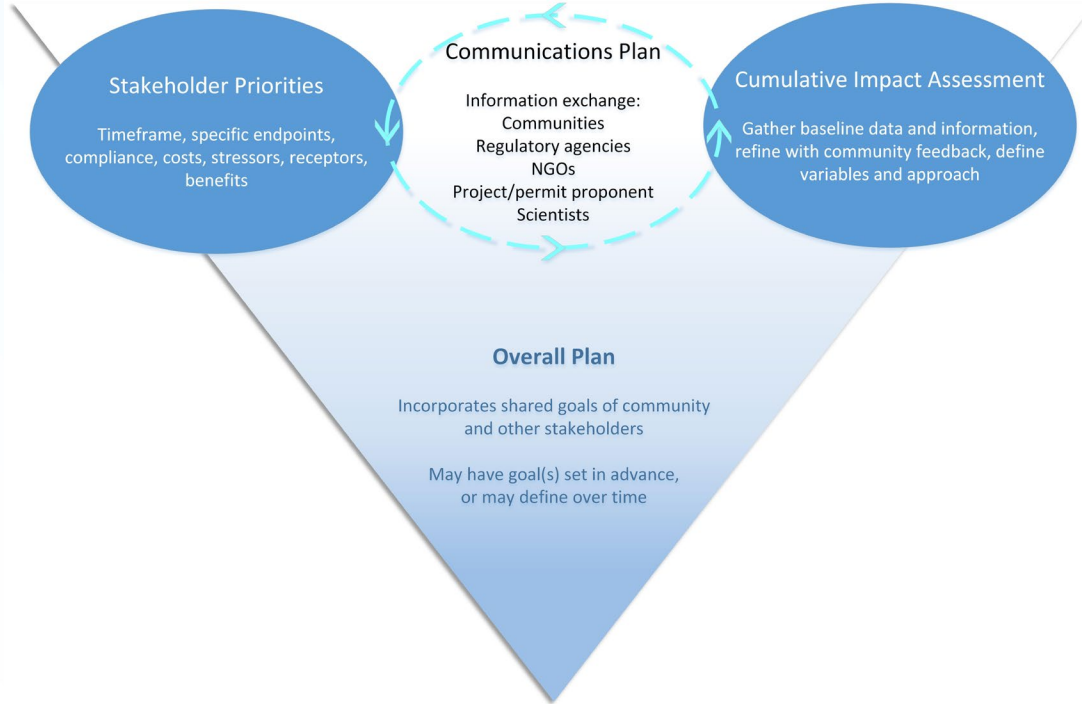 Stakeholder Priorities
Timeframe, specific endpoints,
compliance, costs, stressors, receptors,
benefits
Communications Plan
Information exchange:
Communities
Regulatory agencies
NGOs
Project/permit proponent
Scientists
Cumulative Impact Assessment
Gather baseline data and information,
refine with community feedback, define
variables and approach
Overall Plan
Incorporates shared goals of community
and other stakeholders
May have goal(s) set in advance,
or may define over time